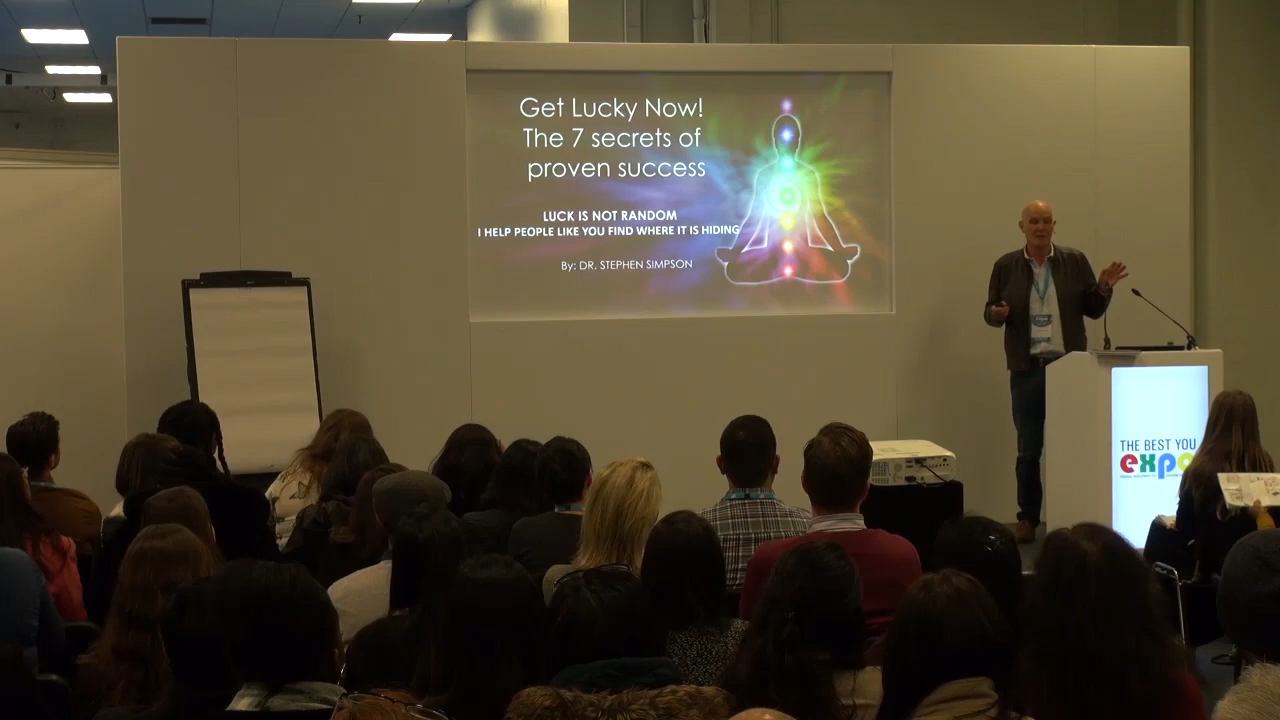 Get Lucky Now!
The 7 secrets of
proven success
LUCK IS NOT RANDOM
I HELP PEOPLE LIKE YOU FIND WHERE IT IS HIDING
By: DR. STEPHEN SIMPSON
THE BEST YOU
expo